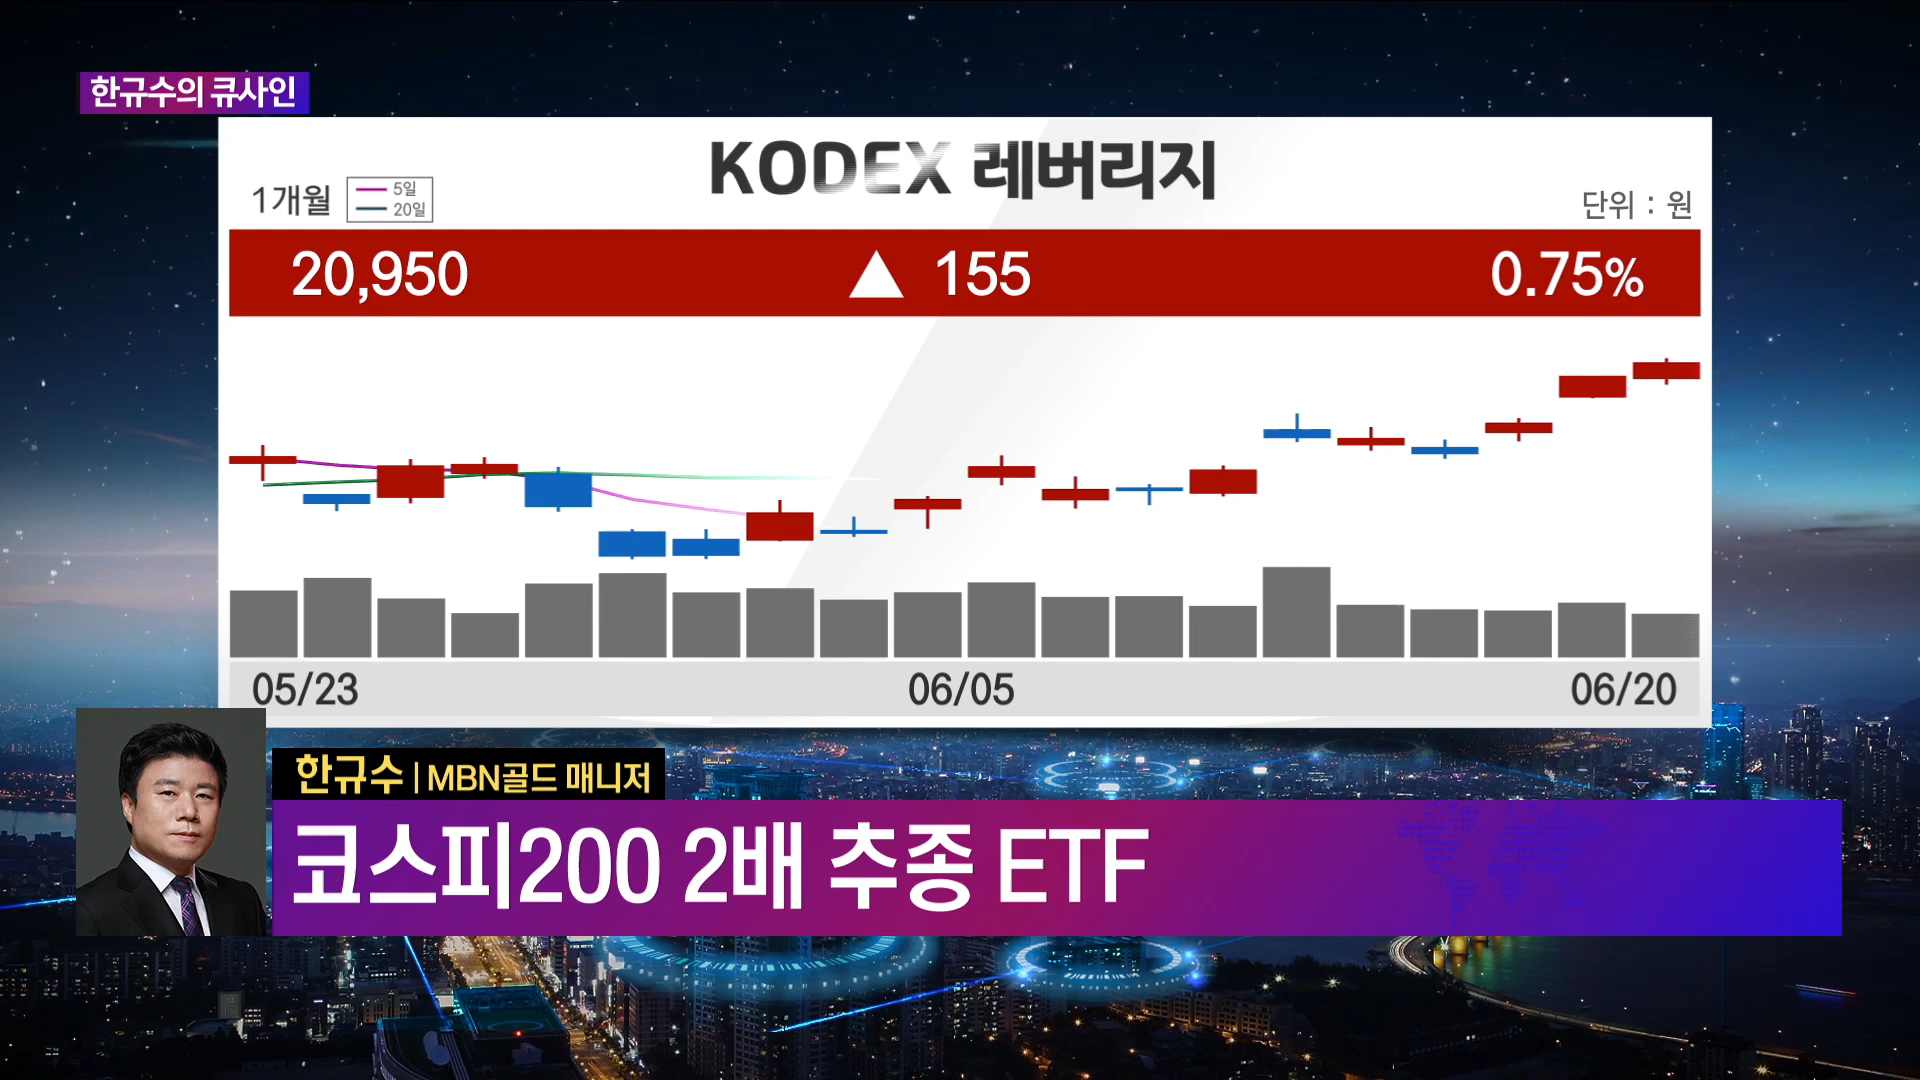 한규수의 큐사인
KODEX 레버리지
1개월
5일
20일
단위 : 원
20,950 ▲ 155 0.75%
05/23 06/05 06/20
한규수 | MBN골드 매니저
코스피200 2배 추종 ETF